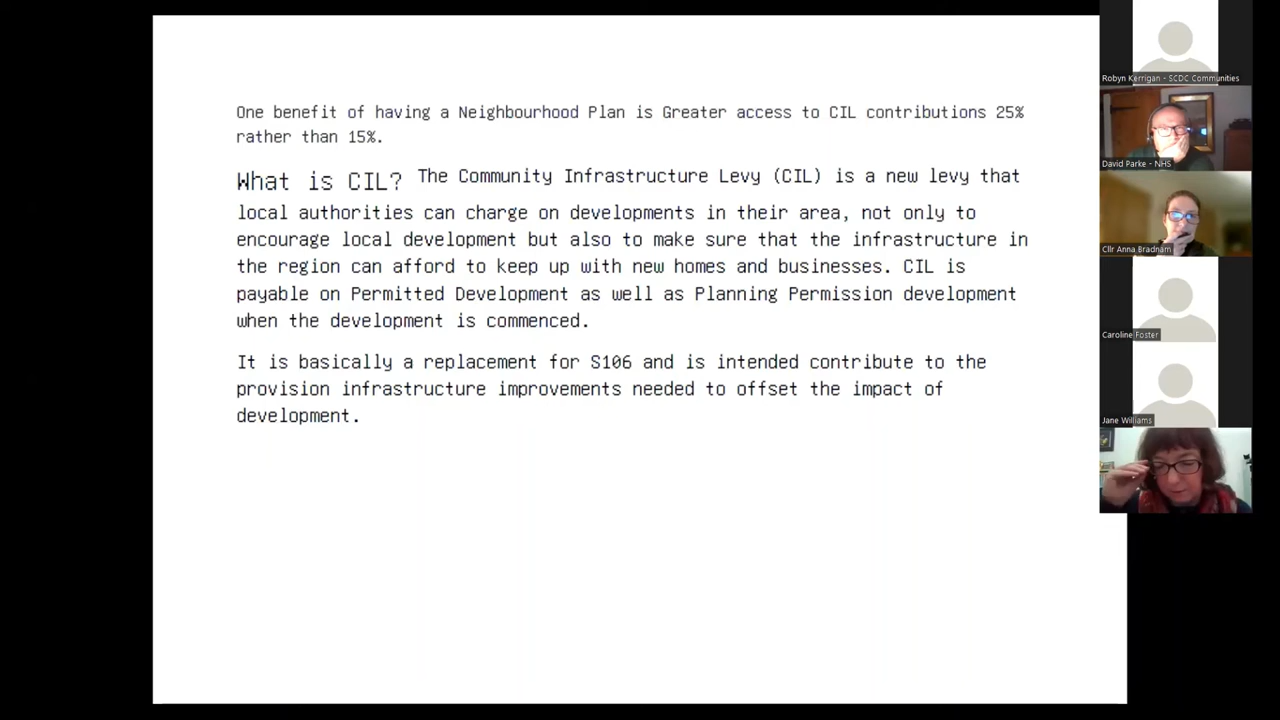 One benefit of having a Neighbourhood Plan is Greater access to CIL contributions 25%
rather than 15%.
What is CIL? The Community Infrastructure Levy (CIL) is a new levy that
local authorities can charge on developments in their area, not only to
encourage local development but also to make sure that the infrastructure in
the region can afford to keep up with new homes and businesses. CIL is
payable on Permitted Development as well as Planning Permission development
when the development is commenced.
It is basically a replacement for S106 and is intended contribute to the
provision infrastructure improvements needed to offset the impact of
development.
Robyn Kerrigan - SCDC Communities
David Parke - NHS
Cllr Anna Bradnam
Caroline Foster
Jane Williams